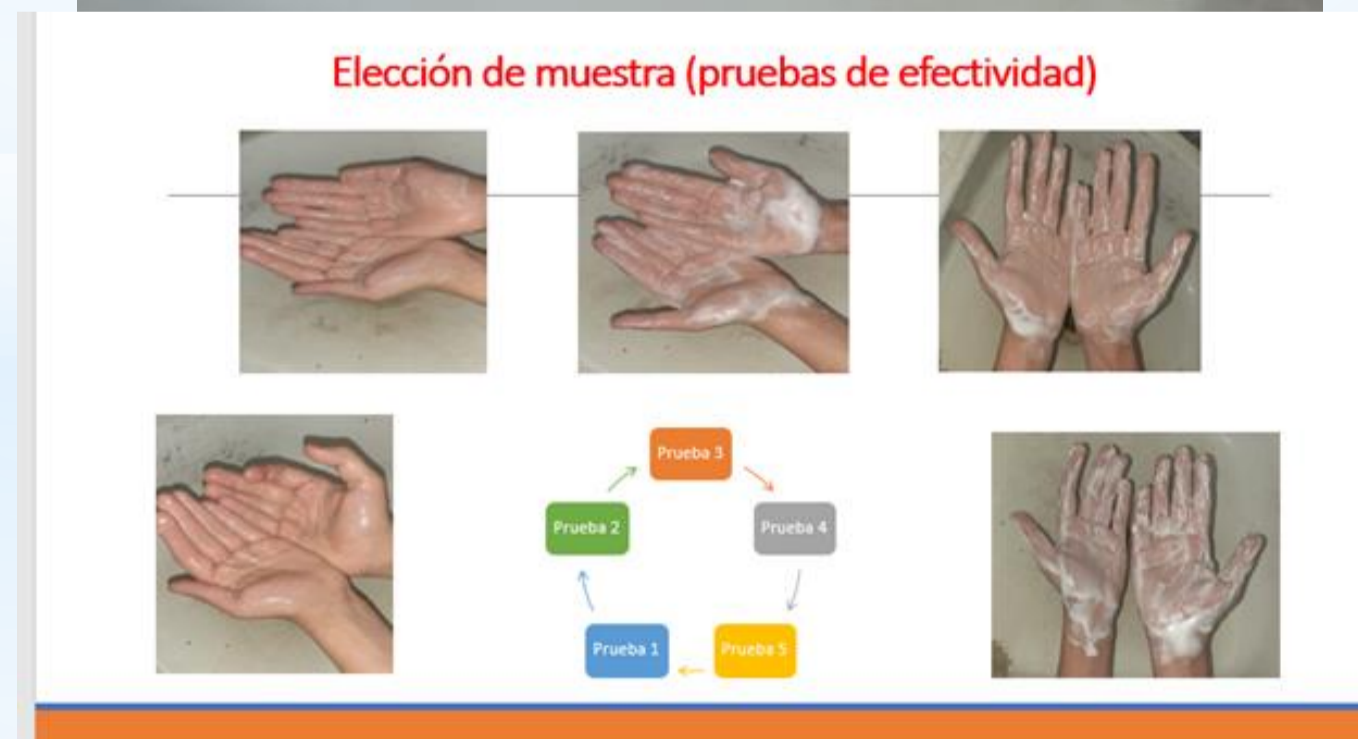 Elección de muestra (pruebas de efectividad)
Prueba 3
Prueba 2
Prueba 4
Prueba 1
Prueba 5